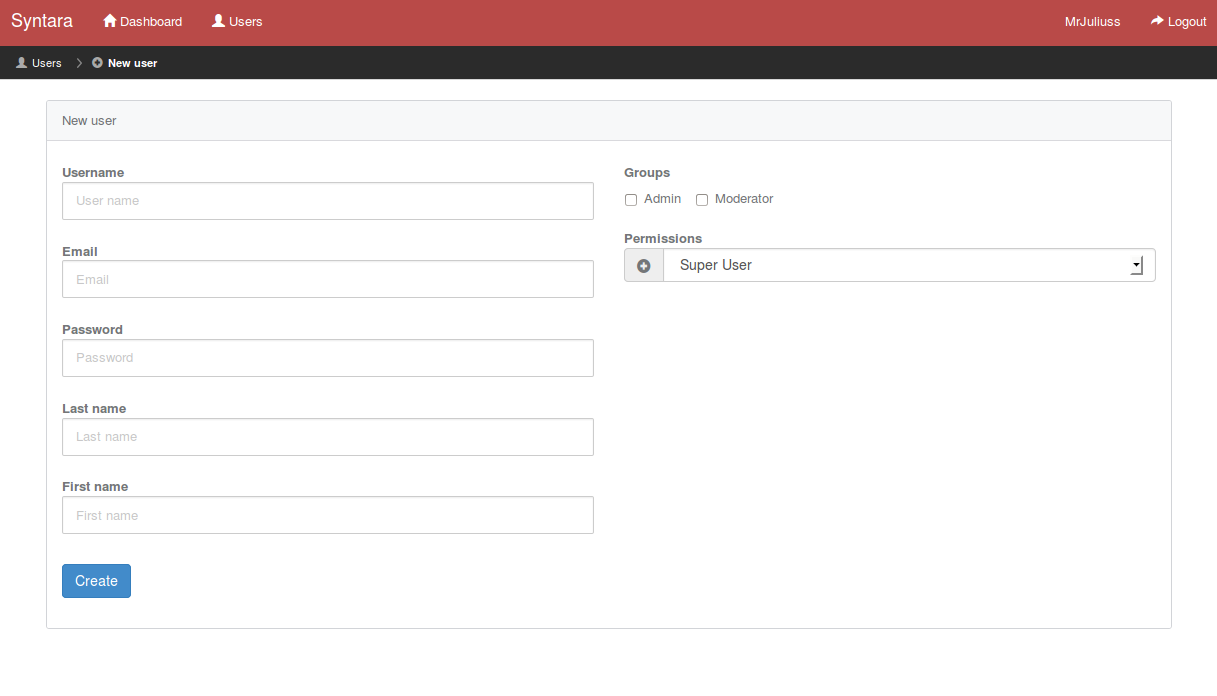 Syntara Dashboard Users MrJuliuss Logout
Users New user
New user
Username
User name
Email
Email
Password
Password
Last name
Last name
First name
First name
Create
Groups
Admin Moderator
Permissions
Super User